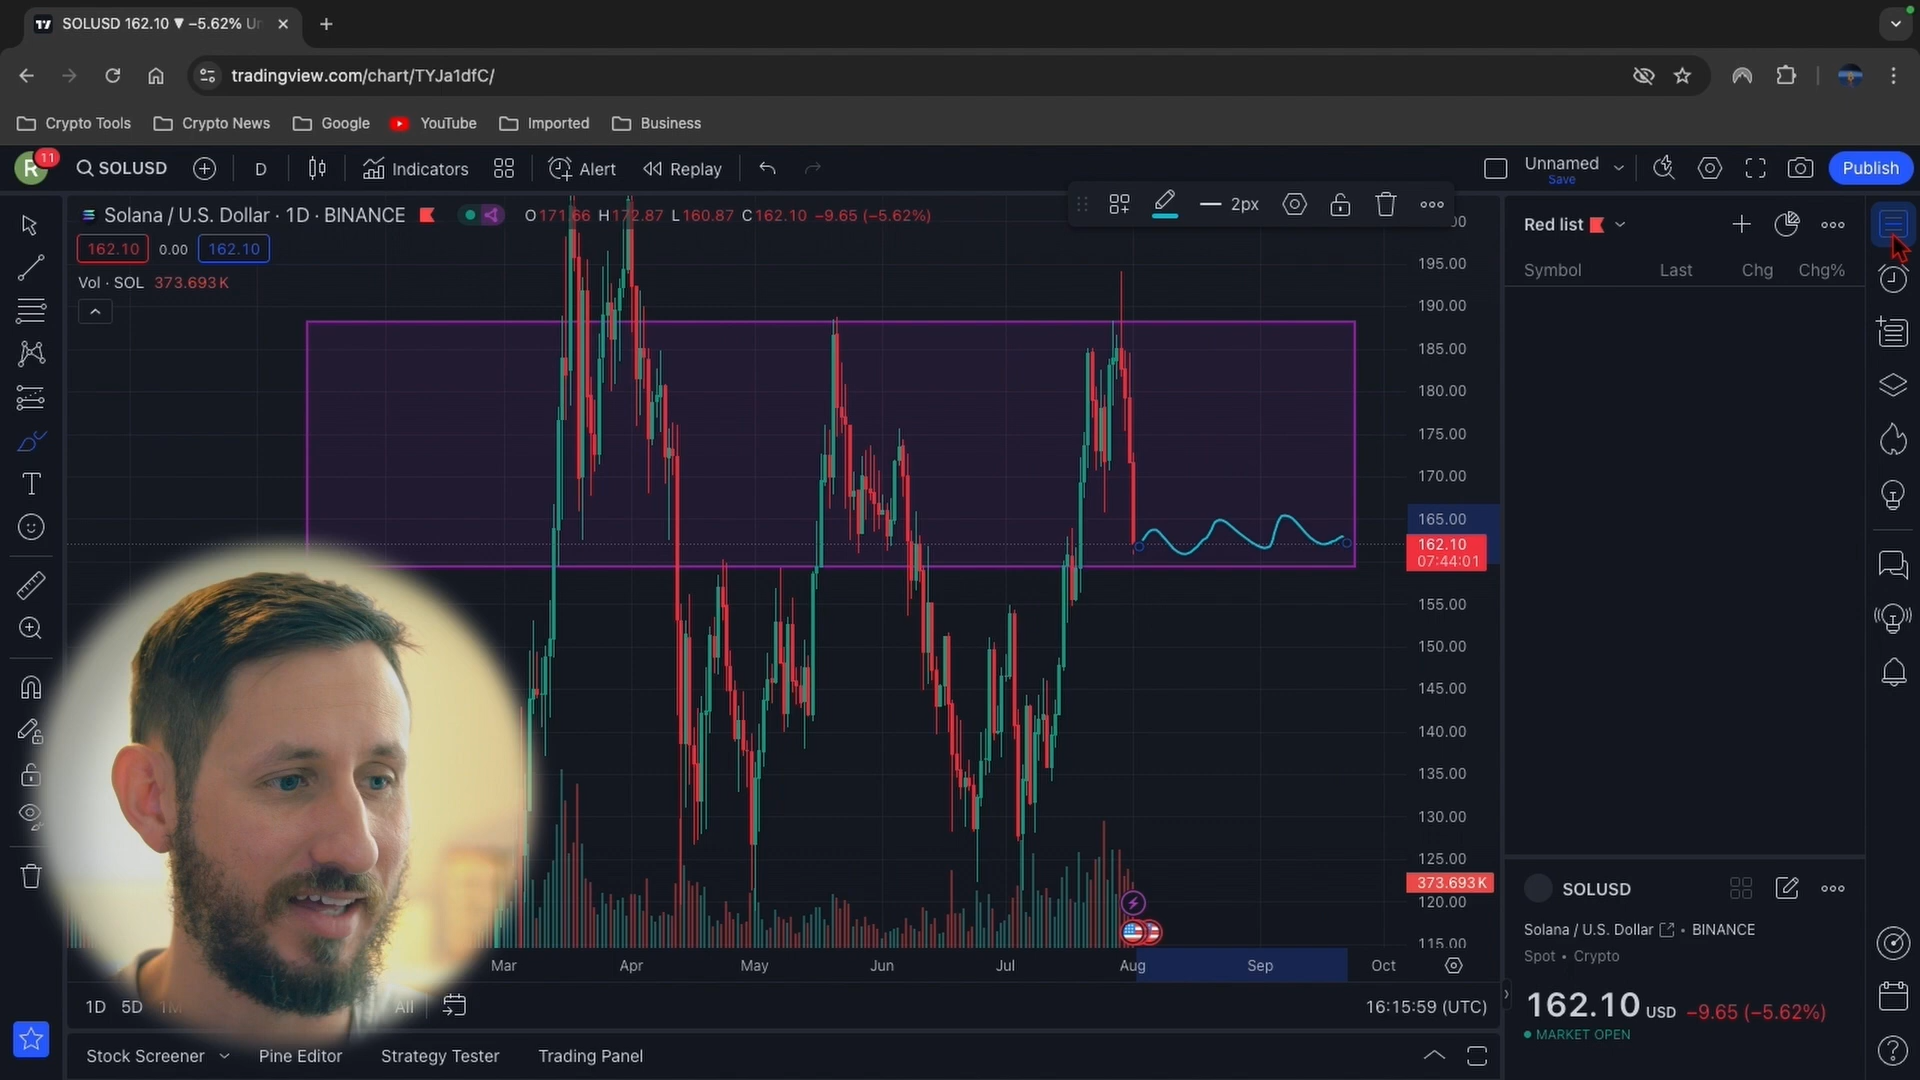 SOLUSD 162.10 ▼ −5.62% Un
tradingview.com/chart/TYJa1dfC/
Crypto Tools
Crypto News
Google
YouTube
Imported
Business
R
11
SOLUSD
D
Indicators
Alert
Replay
Unnamed
Save
Publish
Solana / U.S. Dollar · 1D · BINANCE
O171.66 H172.87 L160.87 C162.10 −9.65 (−5.62%)
2px
162.10
0.00
162.10
Vol · SOL 373.693K
195.00
190.00
185.00
180.00
175.00
170.00
165.00
162.10
07:44:01
155.00
150.00
145.00
140.00
135.00
130.00
125.00
373.693K
120.00
115.00
Mar
Apr
May
Jun
Jul
Aug
Sep
Oct
1D
5D
1M
All
16:15:59 (UTC)
Stock Screener
Pine Editor
Strategy Tester
Trading Panel
Red list
Symbol
Last
Chg
Chg%
SOLUSD
Solana / U.S. Dollar • BINANCE
Spot • Crypto
162.10 USD −9.65 (−5.62%)
MARKET OPEN